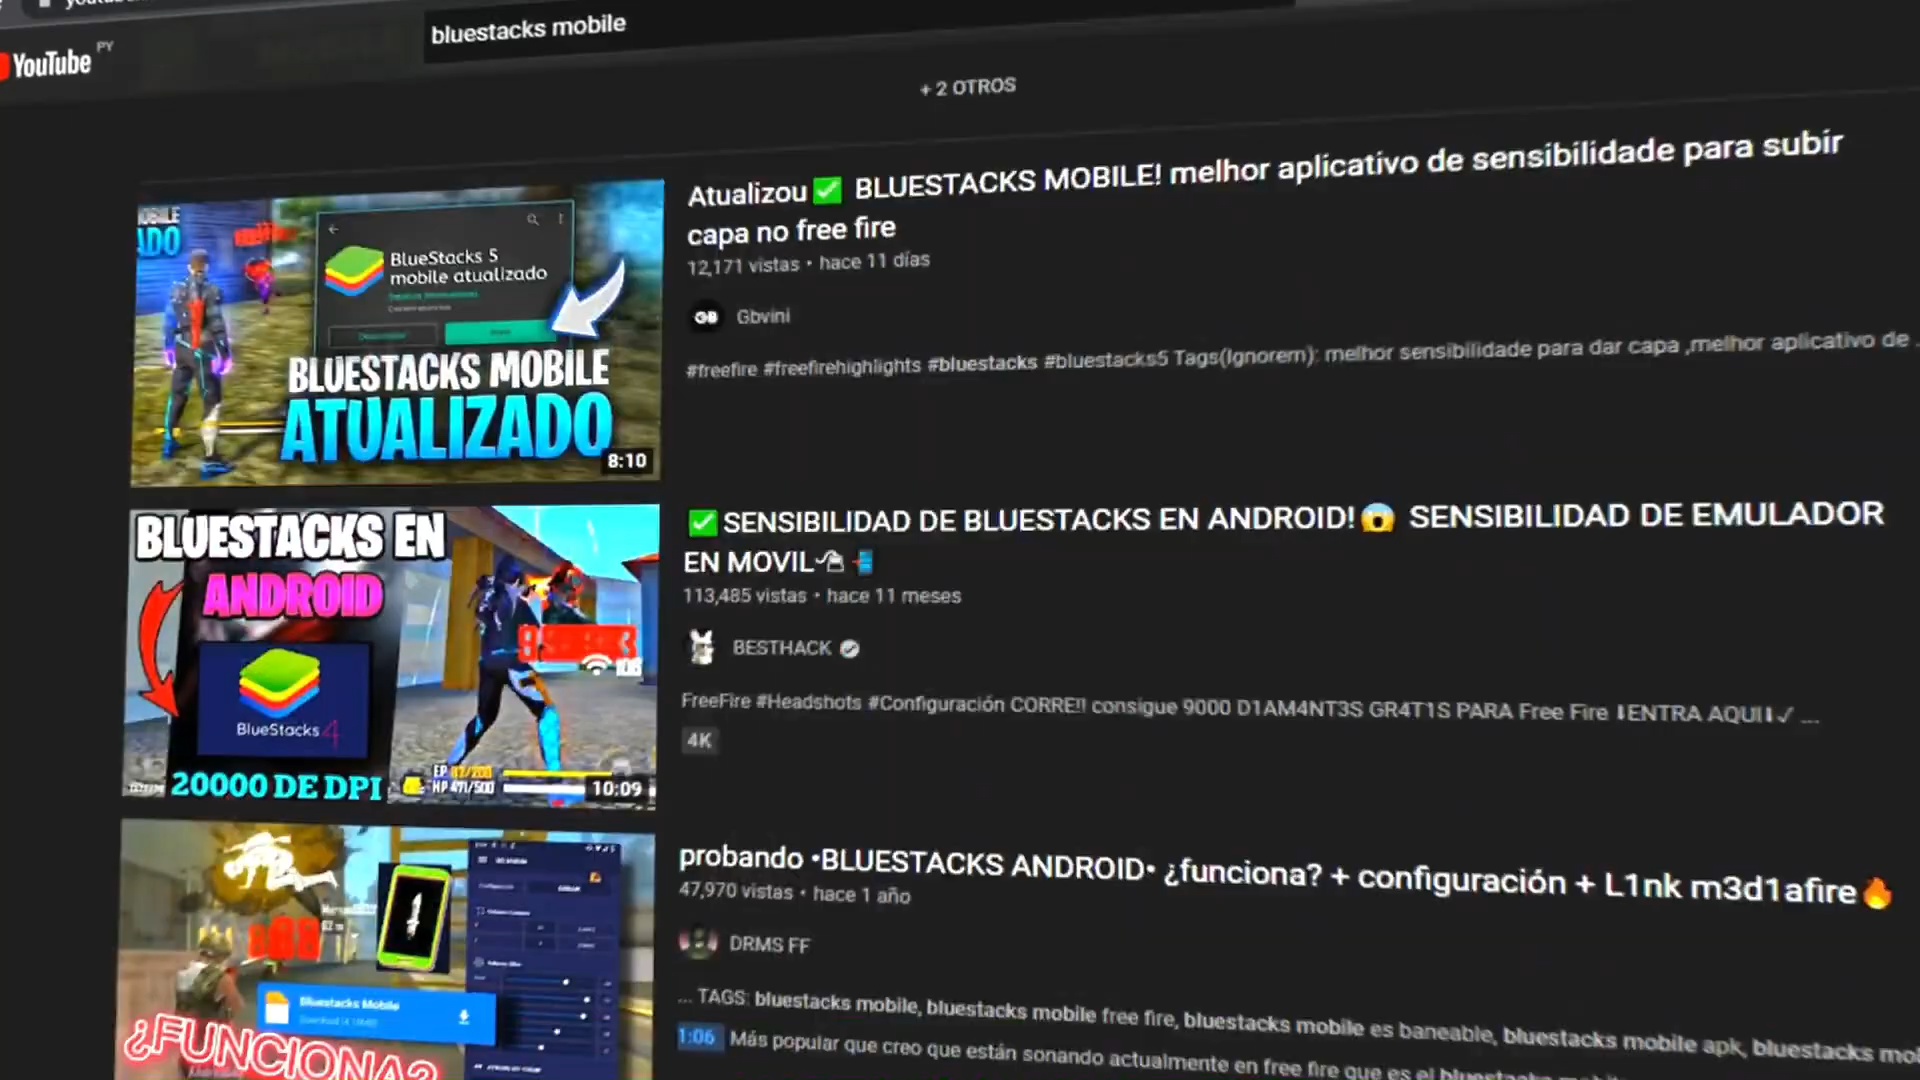 bluestacks mobile
YouTube PY
+ 2 OTROS
Atualizou✅ BLUESTACKS MOBILE! melhor aplicativo de sensibilidade para subir
capa no free fire
12,171 vistas • hace 11 días
GB Gbvini
#freefire #freefirehighlights #bluestacks #bluestacks5 Tags(Ignorem): melhor sensibilidade para dar capa ,melhor aplicativo de ...
BlueStacks 5
mobile atualizado
BLUESTACKS MOBILE
ATUALIZADO
8:10
✅SENSIBILIDAD DE BLUESTACKS EN ANDROID!😱 SENSIBILIDAD DE EMULADOR
EN MOVIL🖱📲
113,485 vistas • hace 11 meses
BESTHACK
FreeFire #Headshots #Configuración CORRE!! consigue 9000 D1AM4NT3S GR4T1S PARA Free Fire ⬇ENTRA AQUI⬇✓ ...
4K
BLUESTACKS EN
ANDROID
BlueStacks 4
20000 DE DPI
EP
HP 471/500
10:09
probando •BLUESTACKS ANDROID• ¿funciona? + configuración + L1nk m3d1afire🔥
47,970 vistas • hace 1 año
DRMS FF
... TAGS: bluestacks mobile, bluestacks mobile free fire, bluestacks mobile es baneable, bluestacks mobile apk, bluestacks
1:06 Más popular que creo que están sonando actualmente en free fire que es el bluestacks
Bluestacks Mobile
¿FUNCIONA?